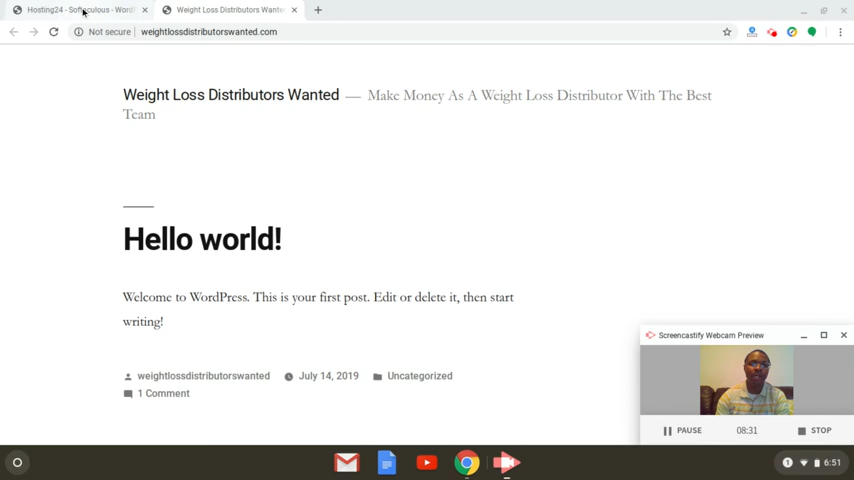 Hosting24 - Softaculous - WordP
Weight Loss Distributors Wante
Not secure
weightlossdistributorswanted.com
Weight Loss Distributors Wanted — Make Money As A Weight Loss Distributor With The Best
Team
Hello world!
Welcome to WordPress. This is your first post. Edit or delete it, then start
writing!
weightlossdistributorswanted July 14, 2019 Uncategorized
1 Comment
Screencastify Webcam Preview
PAUSE 08:31 STOP
1 6:51